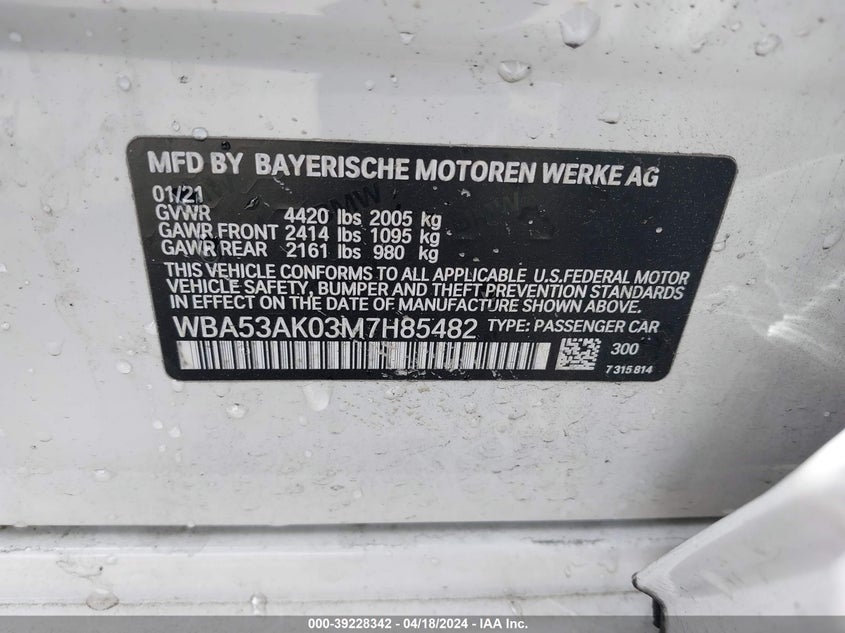 MFD BY BAYERISCHE MOTOREN WERKE AG
01/21
GVWR 4420 lbs 2005 kg
GAWR FRONT 2414 lbs 1095 kg
GAWR REAR 2161 lbs 980 kg
THIS VEHICLE CONFORMS TO ALL APPLICABLE U.S.FEDERAL MOTOR
VEHICLE SAFETY, BUMPER AND THEFT PREVENTION STANDARDS
IN EFFECT ON THE DATE OF MANUFACTURE SHOWN ABOVE.
WBA53AK03M7H85482 TYPE: PASSENGER CAR
300
7 315 814
000-39228342 - 04/18/2024 - IAA Inc.